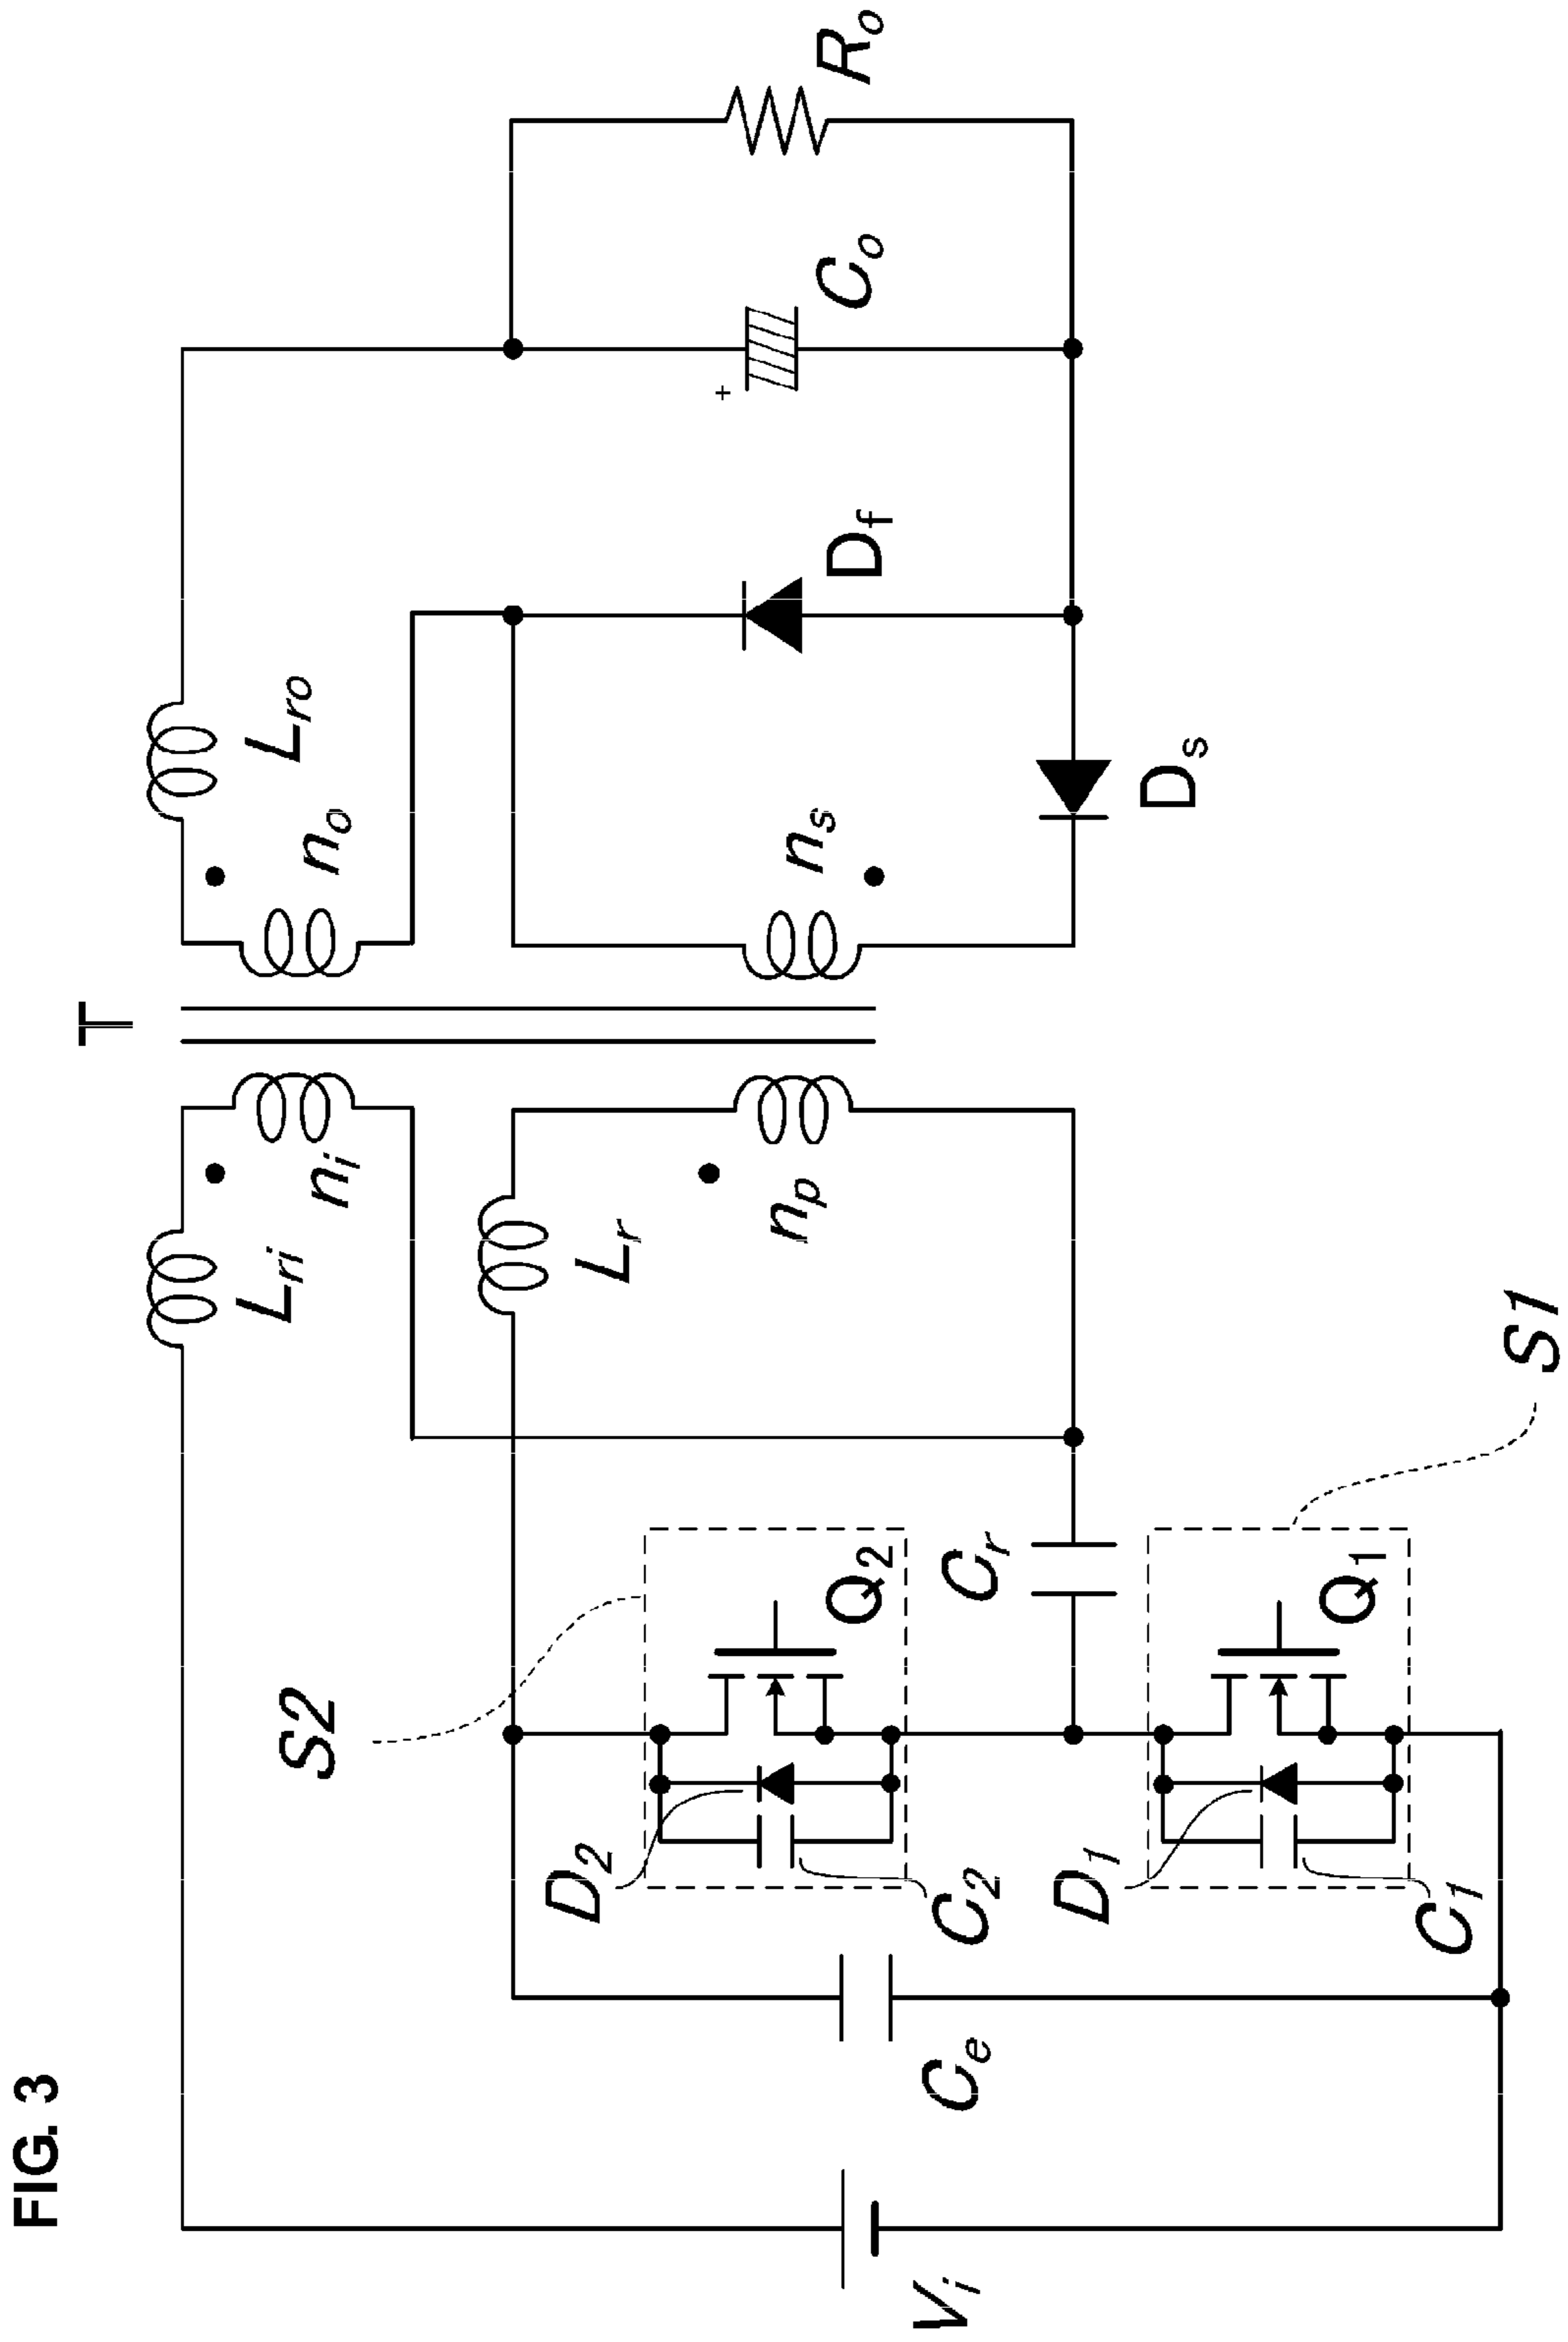 FIG. 3
T
Lri
ni
no
Lro
Lr
np
ns
Df
Ds
+
Co
Ro
S2
D2
C2
Q2
Cr
Vi
Ce
D1
C1
Q1
S1